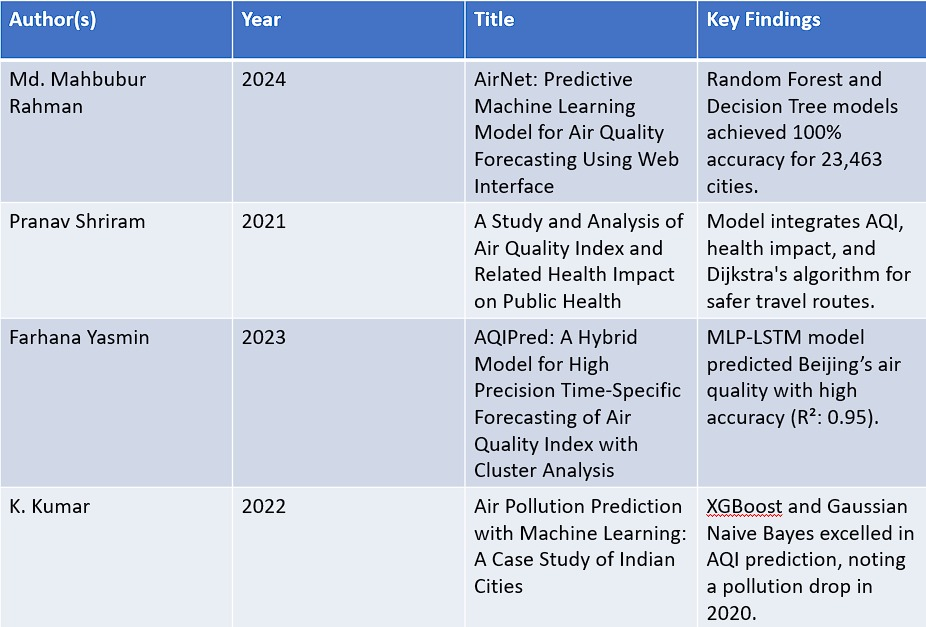 Author(s)
Year
Title
Key Findings
Md. Mahbubur
Rahman
2024
AirNet: Predictive
Machine Learning
Model for Air Quality
Forecasting Using Web
Interface
Random Forest and
Decision Tree models
achieved 100%
accuracy for 23,463
cities.
Pranav Shriram
2021
A Study and Analysis of
Air Quality Index and
Related Health Impact
on Public Health
Model integrates AQI,
health impact, and
Dijkstra's algorithm for
safer travel routes.
Farhana Yasmin
2023
AQIPred: A Hybrid
Model for High
Precision Time-Specific
Forecasting of Air
Quality Index with
Cluster Analysis
MLP-LSTM model
predicted Beijing’s air
quality with high
accuracy (R²: 0.95).
K. Kumar
2022
Air Pollution Prediction
with Machine Learning:
A Case Study of Indian
Cities
XGBoost and Gaussian
Naive Bayes excelled in
AQI prediction, noting
a pollution drop in
2020.